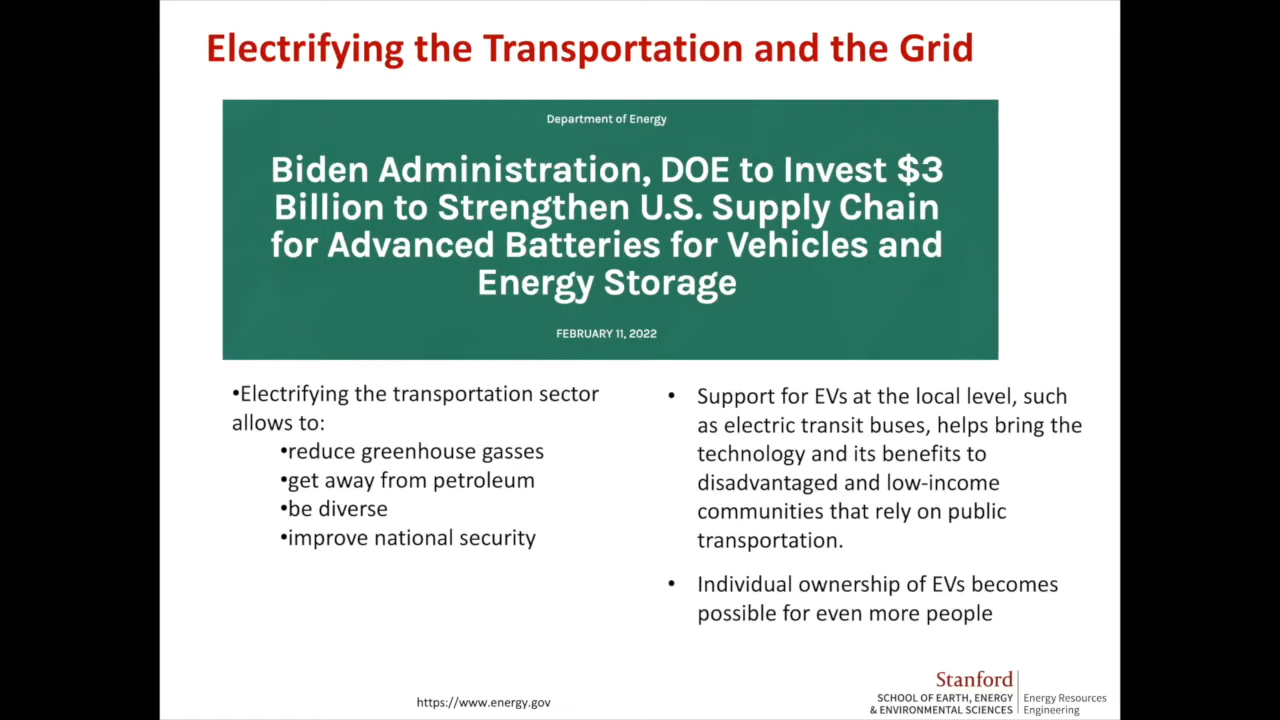 Electrifying the Transportation and the Grid
Department of Energy
Biden Administration, DOE to Invest $3
Billion to Strengthen U.S. Supply Chain
for Advanced Batteries for Vehicles and
Energy Storage
FEBRUARY 11, 2022
•Electrifying the transportation sector
allows to:
•reduce greenhouse gasses
•get away from petroleum
•be diverse
•improve national security
• Support for EVs at the local level, such
as electric transit buses, helps bring the
technology and its benefits to
disadvantaged and low-income
communities that rely on public
transportation.
• Individual ownership of EVs becomes
possible for even more people
https://www.energy.gov
Stanford
SCHOOL OF EARTH, ENERGY
& ENVIRONMENTAL SCIENCES
Energy Resources
Engineering